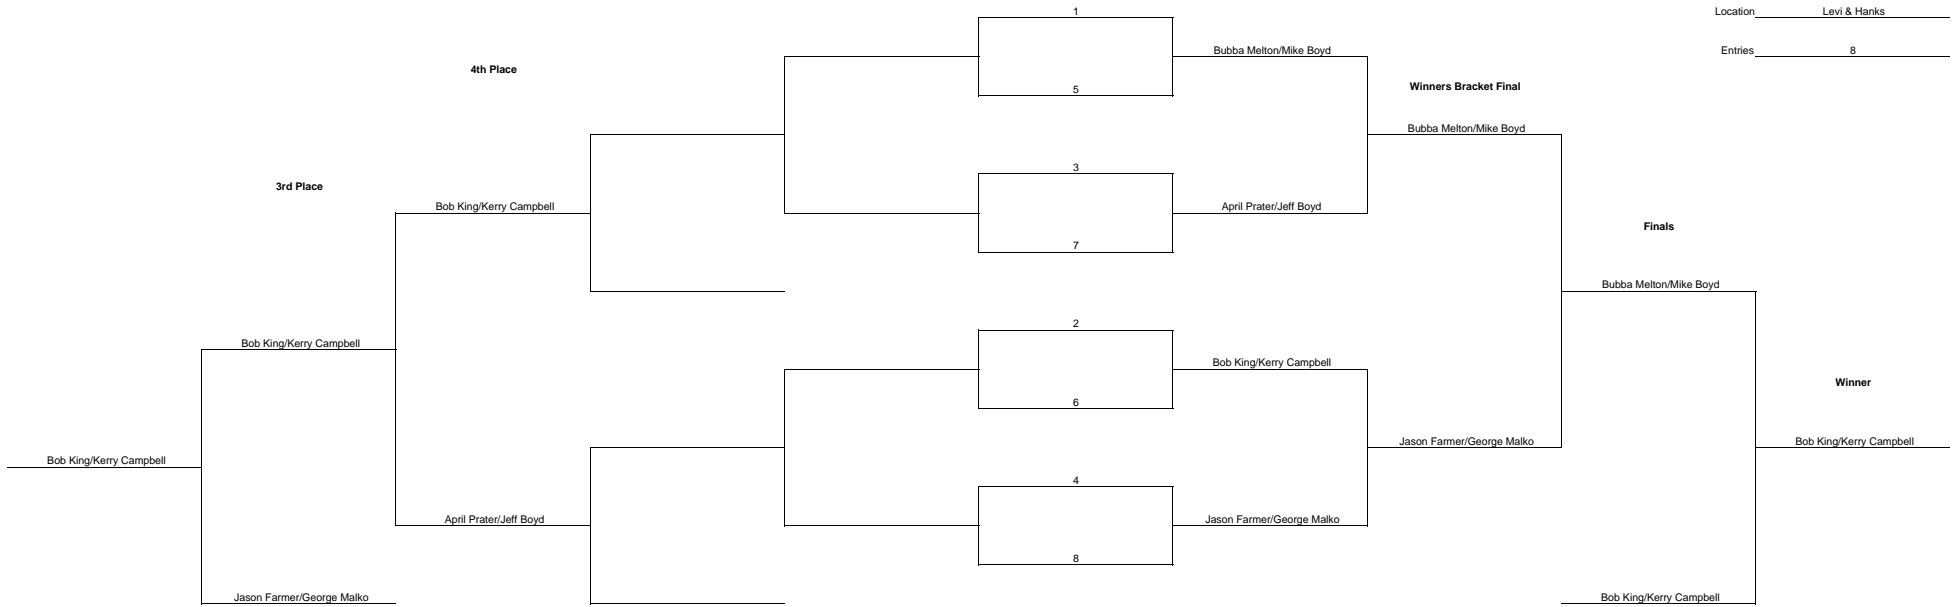 1
Location Levi & Hanks
Bubba Melton/Mike Boyd
Entries 8
4th Place
5
Winners Bracket Final
Bubba Melton/Mike Boyd
3
3rd Place
Bob King/Kerry Campbell
April Prater/Jeff Boyd
7
Finals
Bubba Melton/Mike Boyd
2
Bob King/Kerry Campbell
Bob King/Kerry Campbell
Winner
6
Jason Farmer/George Malko
Bob King/Kerry Campbell
Bob King/Kerry Campbell
4
April Prater/Jeff Boyd
Jason Farmer/George Malko
8
Jason Farmer/George Malko
Bob King/Kerry Campbell